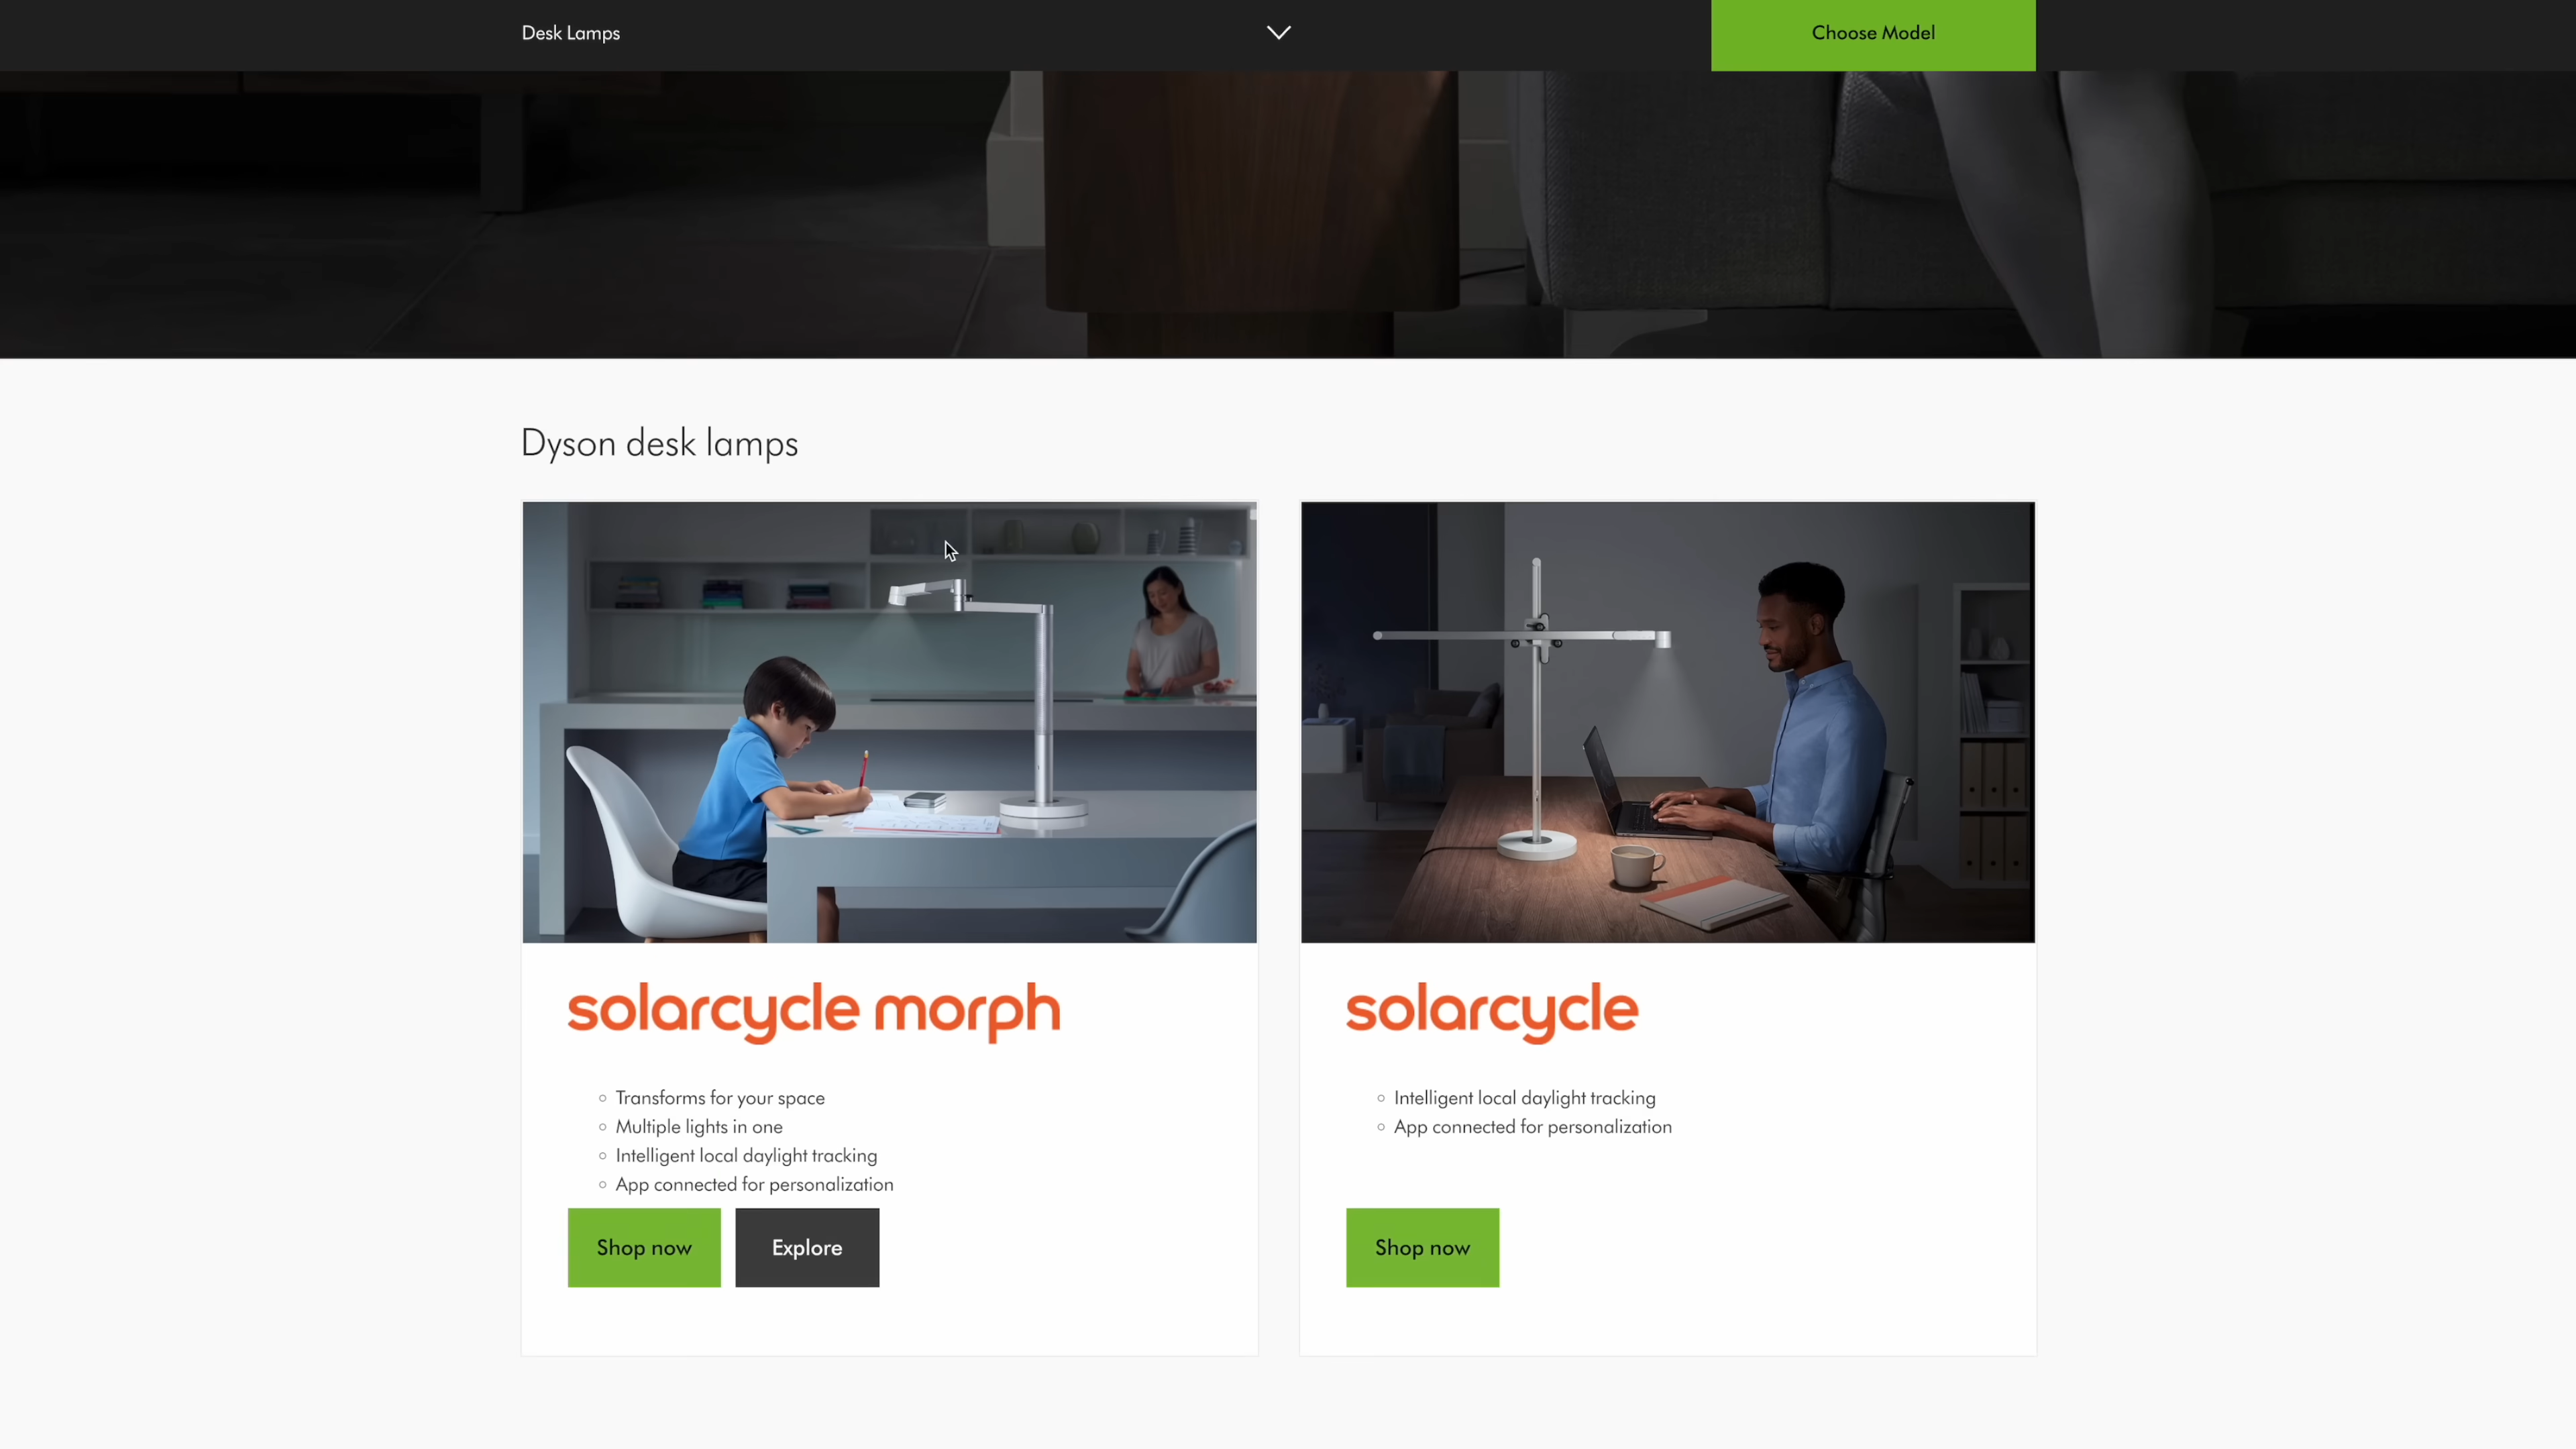 Desk Lamps
Choose Model
Dyson desk lamps
solarcycle morph
Transforms for your space
Multiple lights in one
Intelligent local daylight tracking
App connected for personalization
Shop now
Explore
solarcycle
Intelligent local daylight tracking
App connected for personalization
Shop now